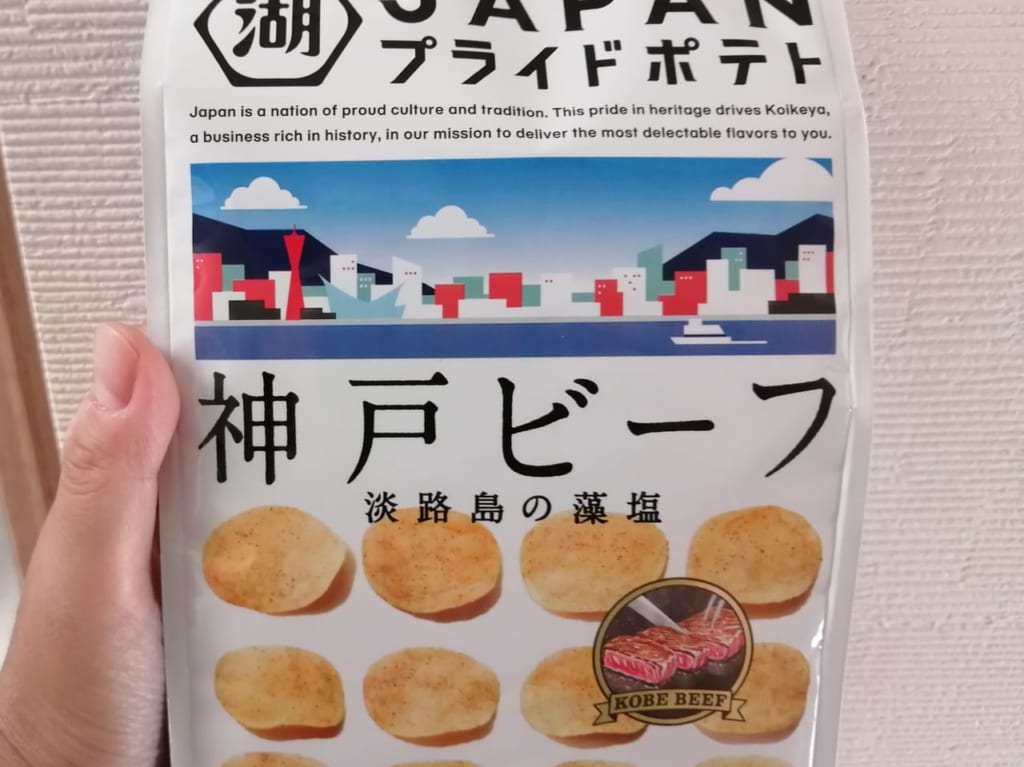 湖
JAPAN
プライドポテト
Japan is a nation of proud culture and tradition. This pride in heritage drives Koikeya,
a business rich in history, in our mission to deliver the most delectable flavors to you.
神戸ビーフ
淡路島の藻塩
KOBE BEEF